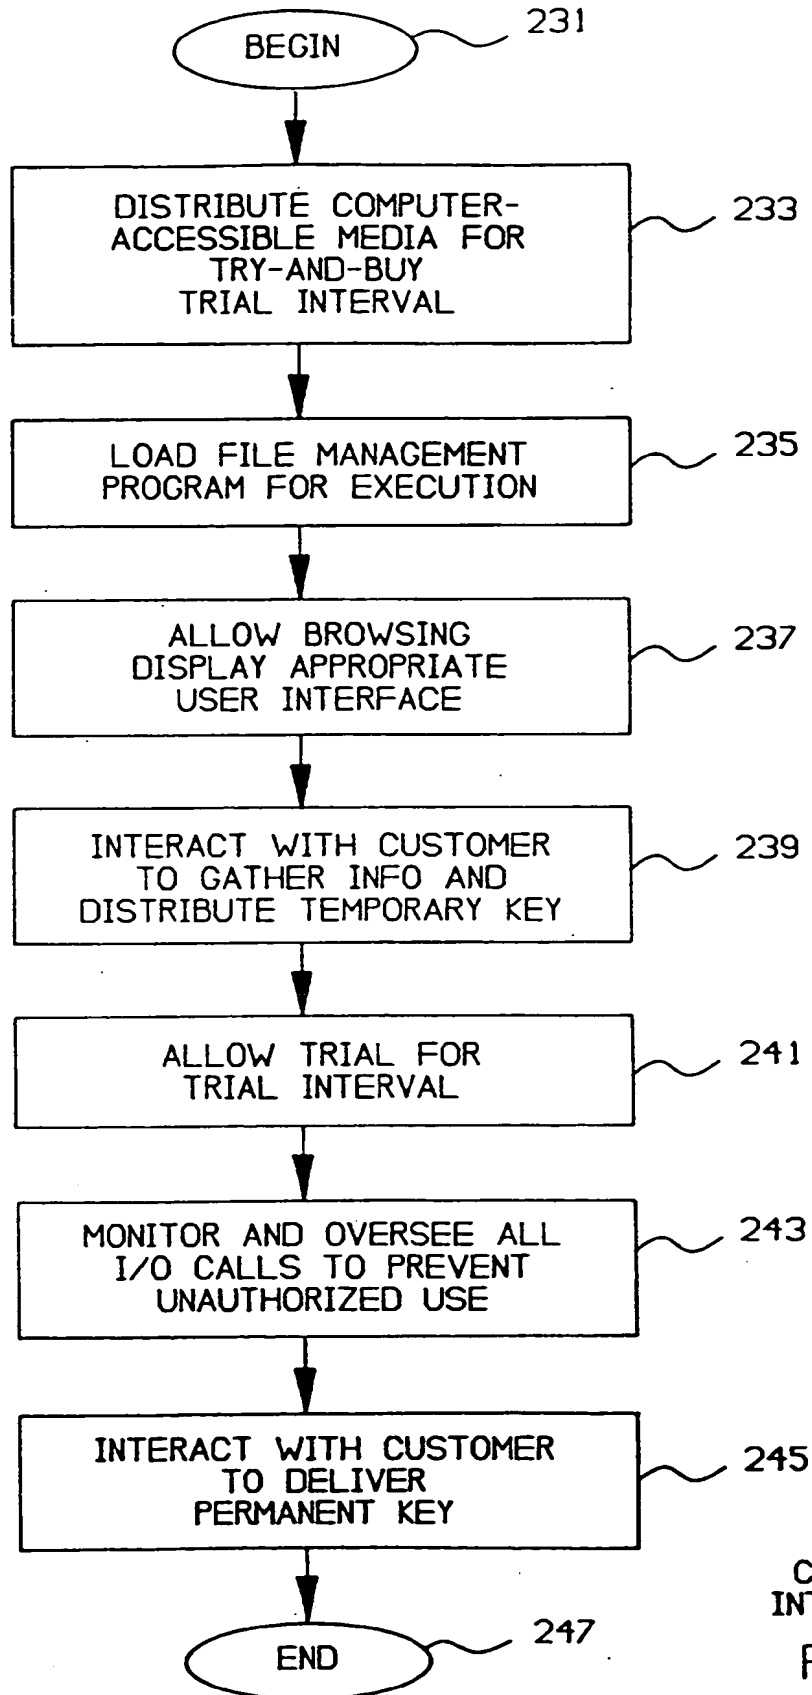 BEGIN
231
DISTRIBUTE COMPUTER-
ACCESSIBLE MEDIA FOR
TRY-AND-BUY
TRIAL INTERVAL
233
LOAD FILE MANAGEMENT
PROGRAM FOR EXECUTION
235
ALLOW BROWSING
DISPLAY APPROPRIATE
USER INTERFACE
237
INTERACT WITH CUSTOMER
TO GATHER INFO AND
DISTRIBUTE TEMPORARY KEY
239
ALLOW TRIAL FOR
TRIAL INTERVAL
241
MONITOR AND OVERSEE ALL
I/O CALLS TO PREVENT
UNAUTHORIZED USE
243
INTERACT WITH CUSTOMER
TO DELIVER
PERMANENT KEY
245
END
247